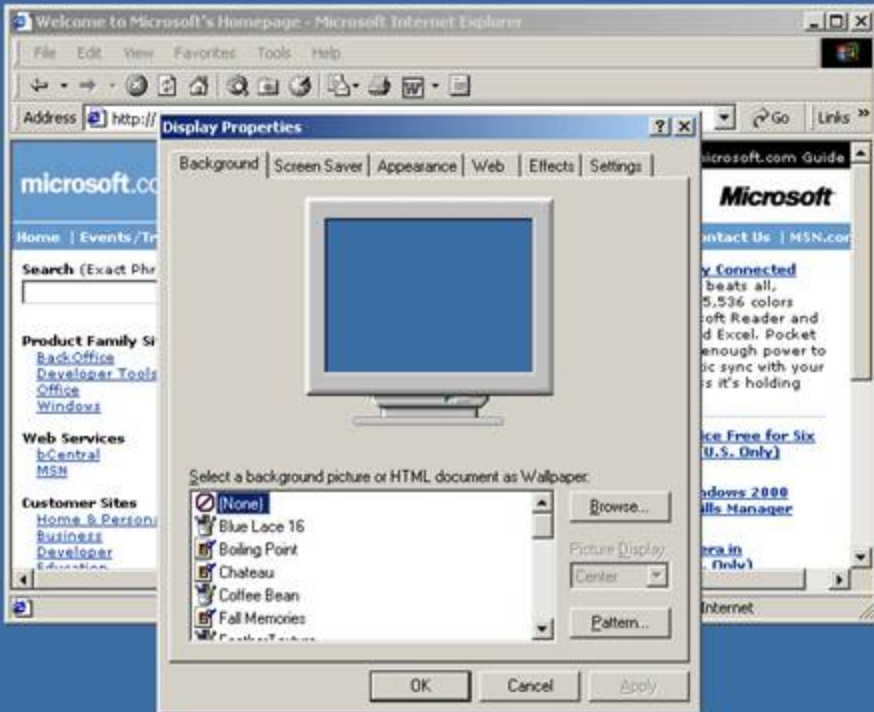 Welcome to Microsoft's Homepage - Microsoft Internet Explorer
File Edit View Favorites Tools Help
Address http://
Go Links »
Display Properties
Background Screen Saver Appearance Web Effects Settings
microsoft.co
Home | Events/Tr
Search (Exact Phr
Product Family Si
BackOffice
Developer Tools
Office
Windows
Web Services
bCentral
MSN
Customer Sites
Home & Persona
Business
Developer
Education
Select a background picture or HTML document as Wallpaper:
(None)
Blue Lace 16
Boiling Point
Chateau
Coffee Bean
Fall Memories
FeatherTexture
Browse...
Picture Display:
Center
Pattern...
OK Cancel Apply
icrosoft.com Guide
Microsoft
ontact Us | MSN.com
y Connected
beats all,
5,536 colors
soft Reader and
d Excel. Pocket
enough power to
ic sync with your
s it's holding
ice Free for Six
(U.S. Only)
ndows 2000
ills Manager
era in
. Only)
Internet